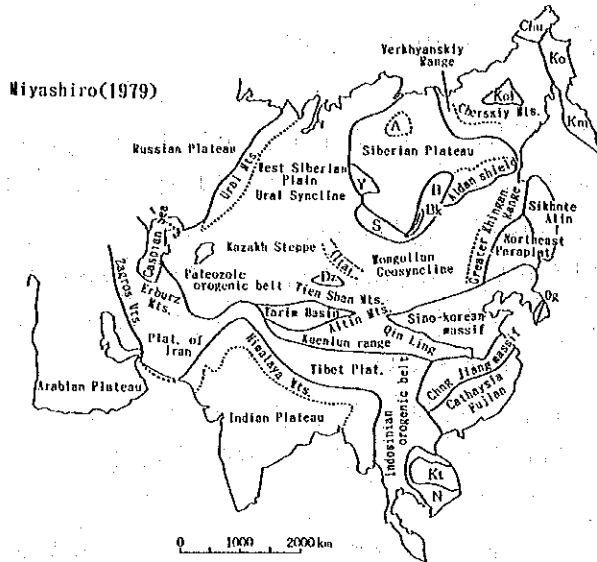 Miyashiro(1979)
Chu
Ko
Km
Verkhyanskiy
Range
Kol
Cherskiy Mts.
A
Siberian Plateau
Russian Plateau
Ural Mts.
West Siberian
Plain
Ural Syncline
Y
B
Bk
Aldan shield
S
Greater Khingan
Range
Sikhote
Alin
Northeast
Paraplat.
Caspian Sea
Kazakh Steppe
Altai
Mongolian
Geosyncline
Dz
Paleozoic
orogenic belt
Tien Shan Mts.
Zagros Mts.
Erburz
Mts.
Tarim Basin
Altin Mts.
Sino-korean
massif
Og
Qin Ling
Plat. of
Iran
Kuenlun range
Himalaya Mts.
Tibet Plat.
Chng Jiang massif
Cathaysia
Fujian
Arabian Plateau
Indian Plateau
Indosinian
orogenic belt
Kt
N
0 1000 2000km